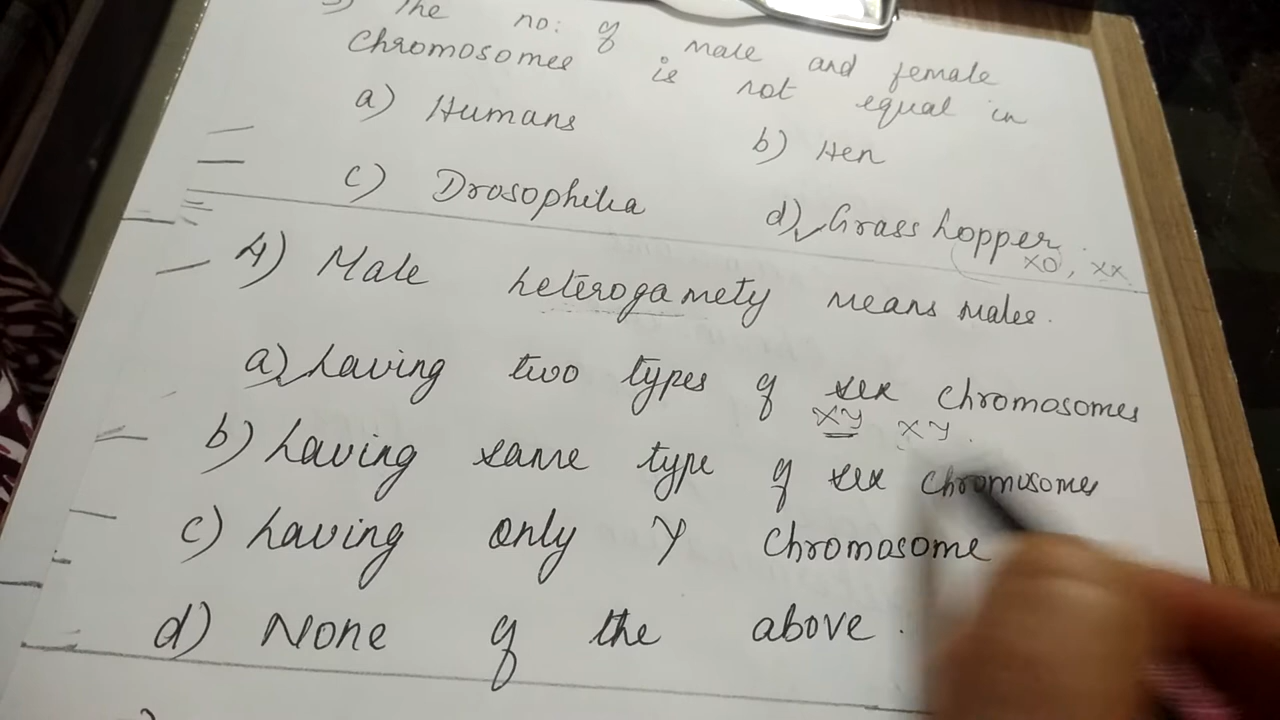 The no: of male and female
Chromosomes is not equal in
a) Humans b) Hen
c) Drosophila d) Grass hopper.
XO, XX
4) Male heterogamety means males.
a) having two types of sex chromosomes
XY XY.
b) having same type of sex chromosomes
c) having only Y chromosome
d) None of the above.